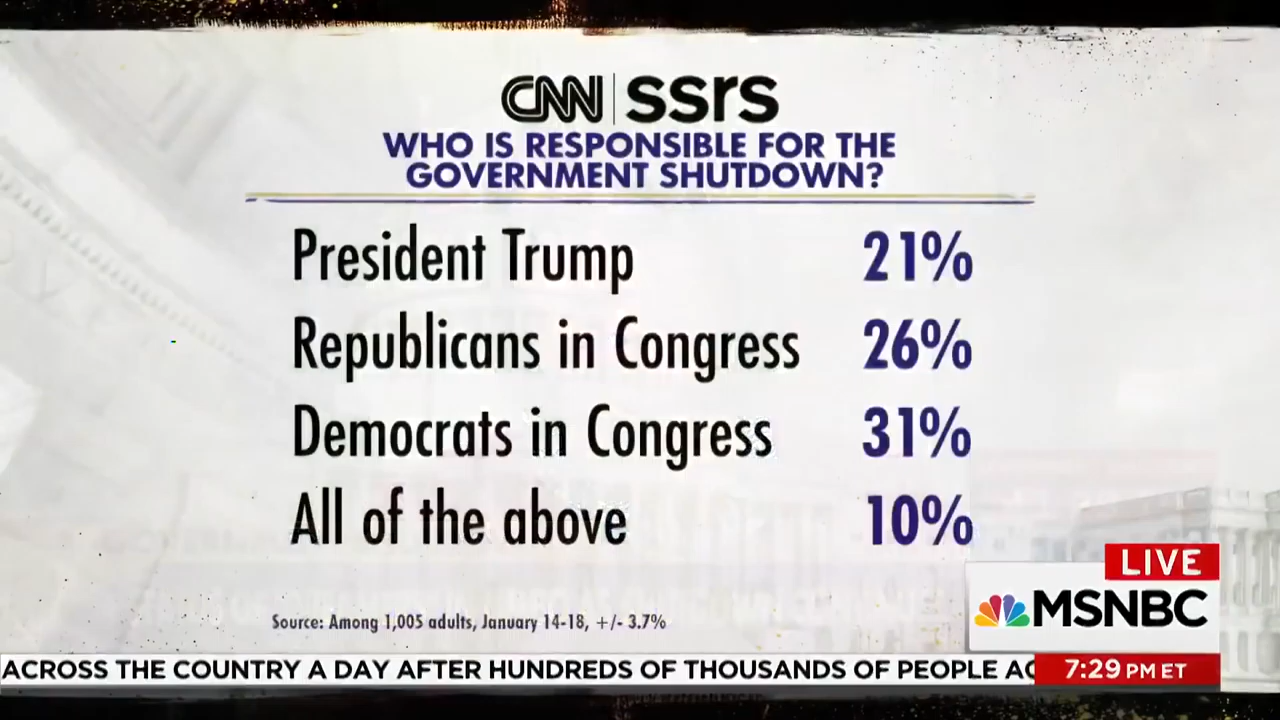 CNN | ssrs
WHO IS RESPONSIBLE FOR THE
GOVERNMENT SHUTDOWN?
President Trump 21%
Republicans in Congress 26%
Democrats in Congress 31%
All of the above 10%
Source: Among 1,005 adults, January 14-18, +/- 3.7%
LIVE
MSNBC
ACROSS THE COUNTRY A DAY AFTER HUNDREDS OF THOUSANDS OF PEOPLE
7:29 PM ET